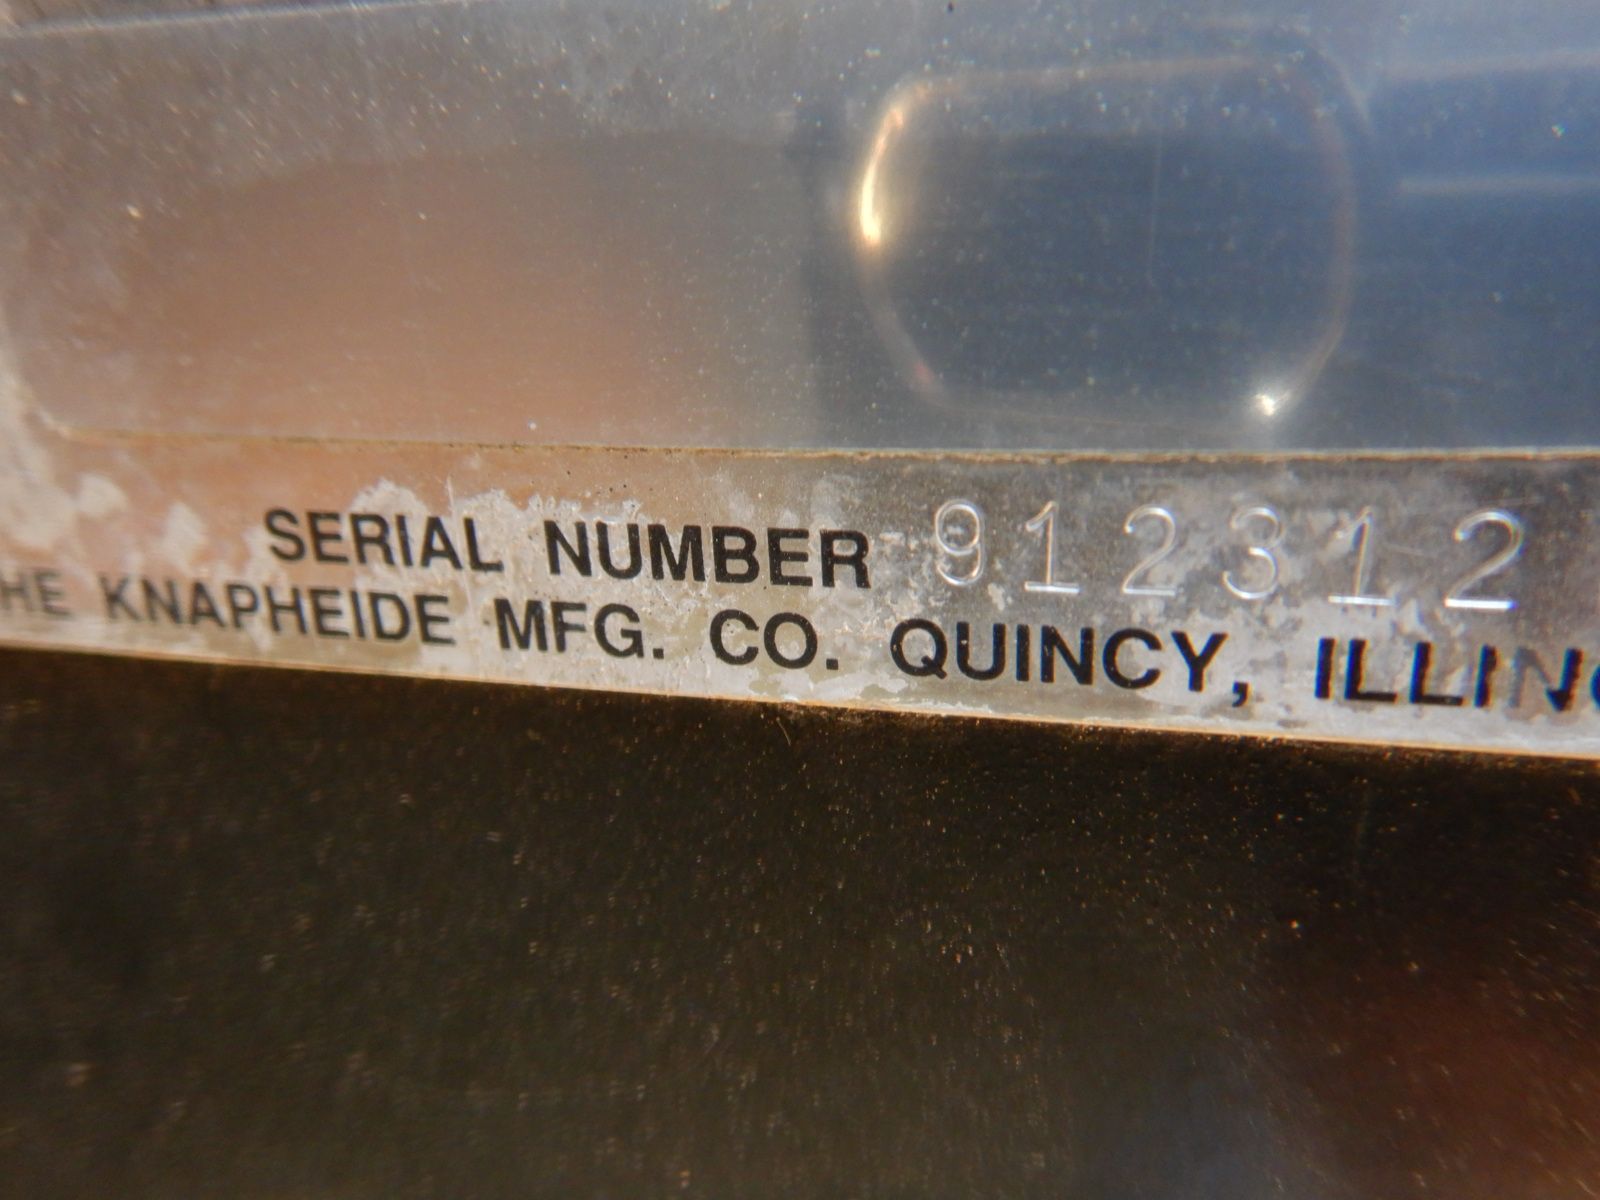 SERIAL NUMBER 912312
HE KNAPHEIDE MFG. CO. QUINCY, ILLIN